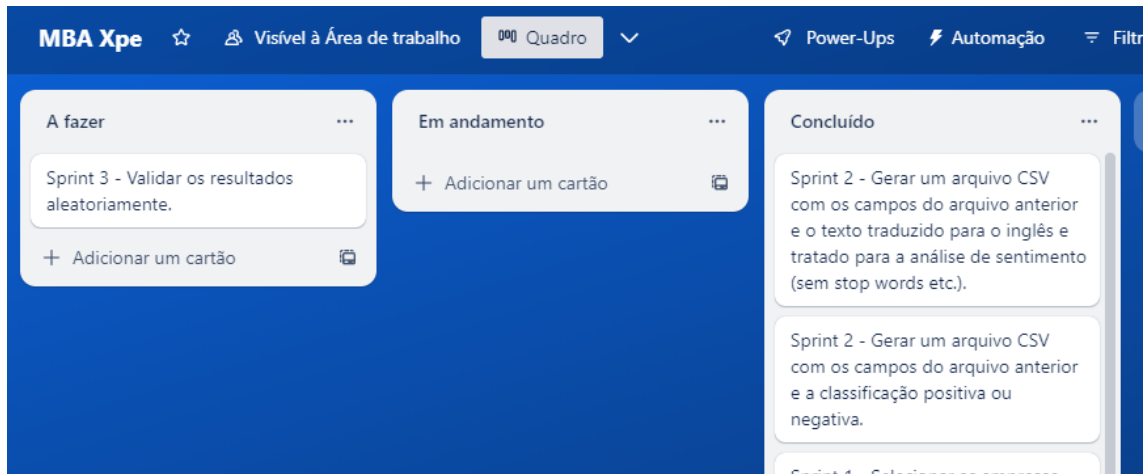 MBA Xpe
Visível à Área de trabalho
Quadro
Power-Ups
Automação
A fazer
Sprint 3 - Validar os resultados
aleatoriamente.
Adicionar um cartão
Em andamento
Adicionar um cartão
Concluído
Sprint 2 - Gerar um arquivo CSV
com os campos do arquivo anterior
e o texto traduzido para o inglês e
tratado para a análise de sentimento
(sem stop words etc.).
Sprint 2 - Gerar um arquivo CSV
com os campos do arquivo anterior
e a classificação positiva ou
negativa.